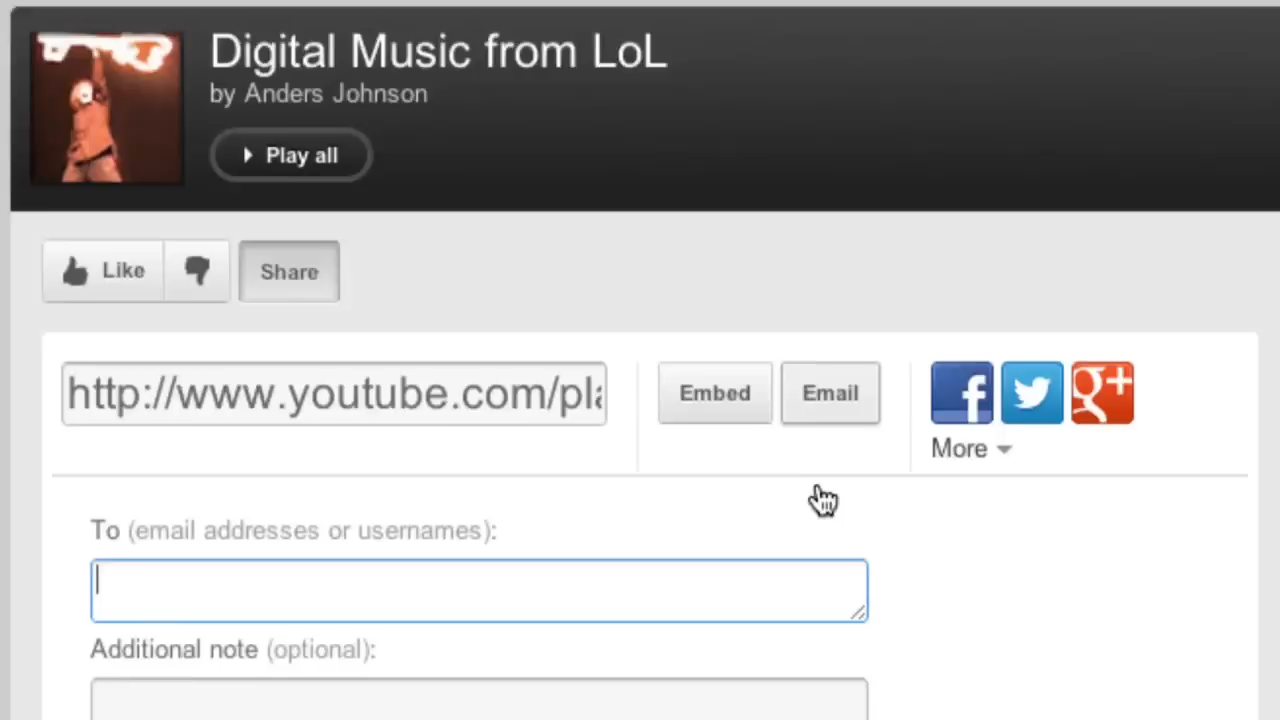 Digital Music from LoL
by Anders Johnson
Play all
Like
Share
http://www.youtube.com/pla
Embed
Email
f
g+
More
To (email addresses or usernames):
Additional note (optional):